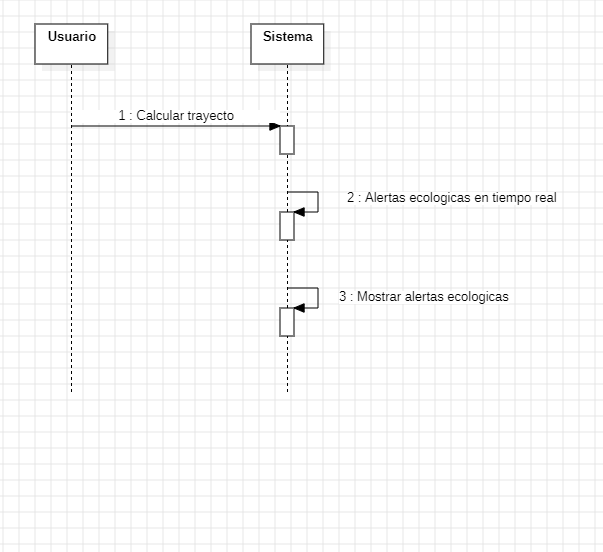 Usuario
Sistema
1 : Calcular trayecto
2 : Alertas ecologicas en tiempo real
3 : Mostrar alertas ecologicas